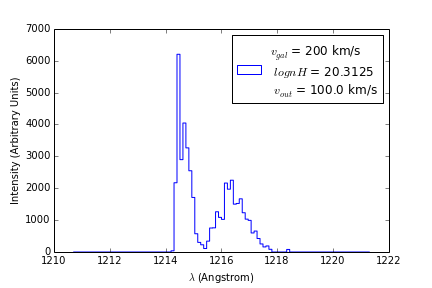 7000
6000
5000
4000
3000
2000
1000
0
Intensity (Arbitrary Units)
v_gal = 200 km/s
lognH = 20.3125
v_out = 100.0 km/s
1210 1212 1214 1216 1218 1220 1222
λ (Angstrom)